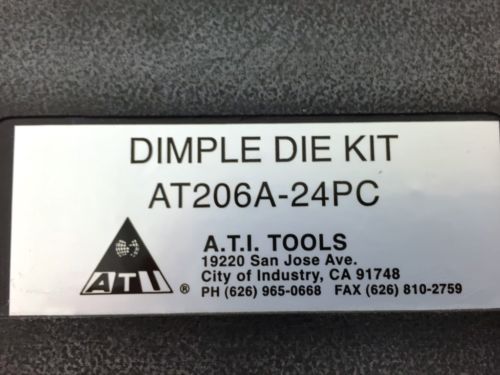 DIMPLE DIE KIT
AT206A-24PC
A.T.I. TOOLS
19220 San Jose Ave.
City of Industry, CA 91748
PH (626) 965-0668 FAX (626) 810-2759
ATI ®